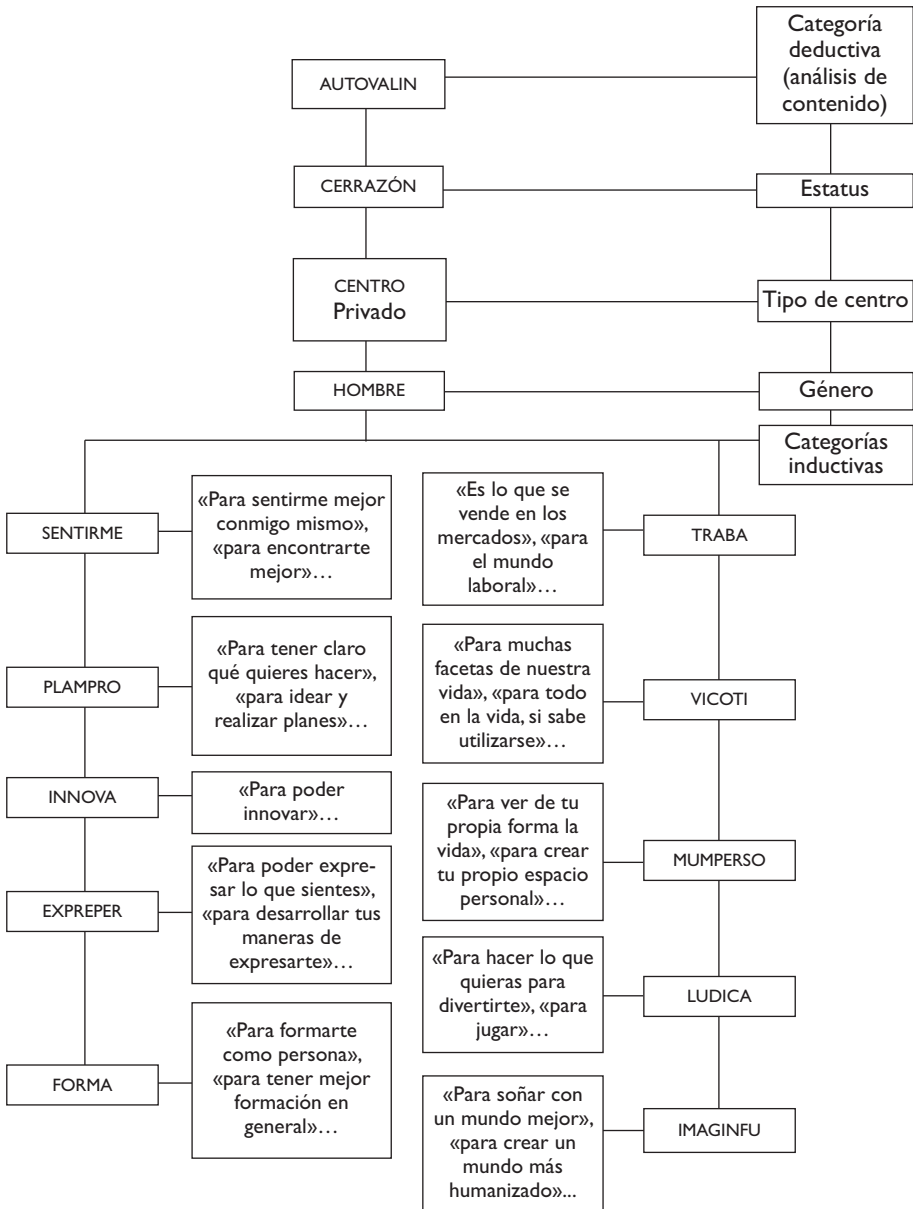 AUTOVALIN
Categoría
deductiva
(análisis de
contenido)
CERRAZÓN
Estatus
CENTRO
Privado
Tipo de centro
HOMBRE
Género
Categorías
inductivas
SENTIRME
«Para sentirme mejor
conmigo mismo»,
«para encontrarte
mejor»…
«Es lo que se
vende en los
mercados», «para
el mundo
laboral»…
TRABA
PLAMPRO
«Para tener claro
qué quieres hacer»,
«para idear y
realizar planes»…
«Para muchas
facetas de nuestra
vida», «para todo
en la vida, si sabe
utilizarse»…
VICOTI
INNOVA
«Para poder
innovar»…
«Para ver de tu
propia forma la
vida», «para crear
tu propio espacio
personal»…
MUMPERSO
EXPREPER
«Para poder expre-
sar lo que sientes»,
«para desarrollar tus
maneras de
expresarte»…
«Para hacer lo que
quieras para
divertirte», «para
jugar»…
LUDICA
FORMA
«Para formarte
como persona»,
«para tener mejor
formación en
general»…
«Para soñar con
un mundo mejor»,
«para crear un
mundo más
humanizado»...
IMAGINFU